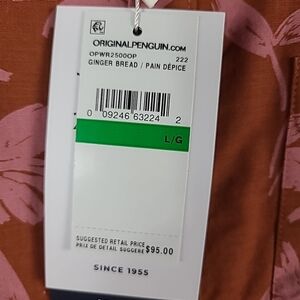 ORIGINALPENGUIN.COM
OPWR2500OP 222
GINGER BREAD / PAIN DÉPICE
0 09246 63224 2
L/G
SUGGESTED RETAIL PRICE
PRIX DE DETAIL SUGGERE $95.00
SINCE 1955